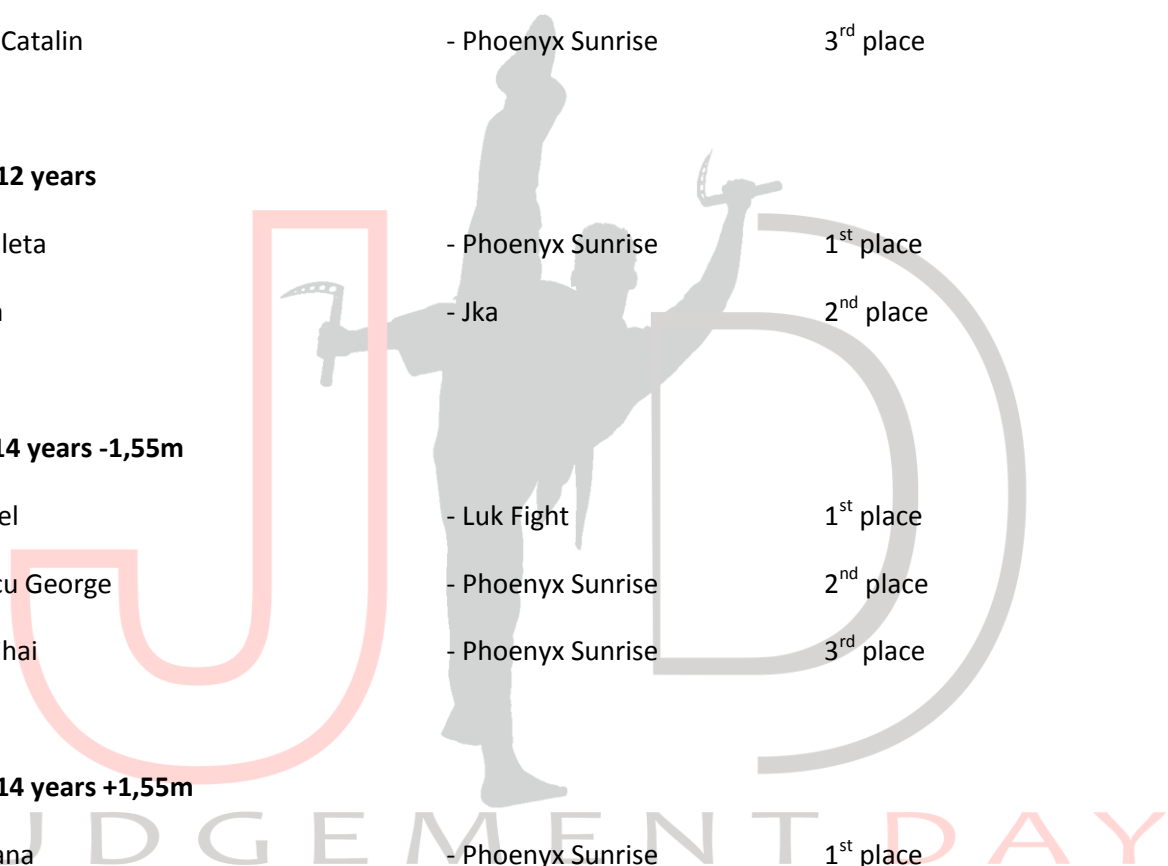 Catalin - Phoenyx Sunrise 3rd place
12 years
leta - Phoenyx Sunrise 1st place
- Jka 2nd place
14 years -1,55m
el - Luk Fight 1st place
cu George - Phoenyx Sunrise 2nd place
hai - Phoenyx Sunrise 3rd place
14 years +1,55m
ana - Phoenyx Sunrise 1st place
JD
JUDGEMENT DAY